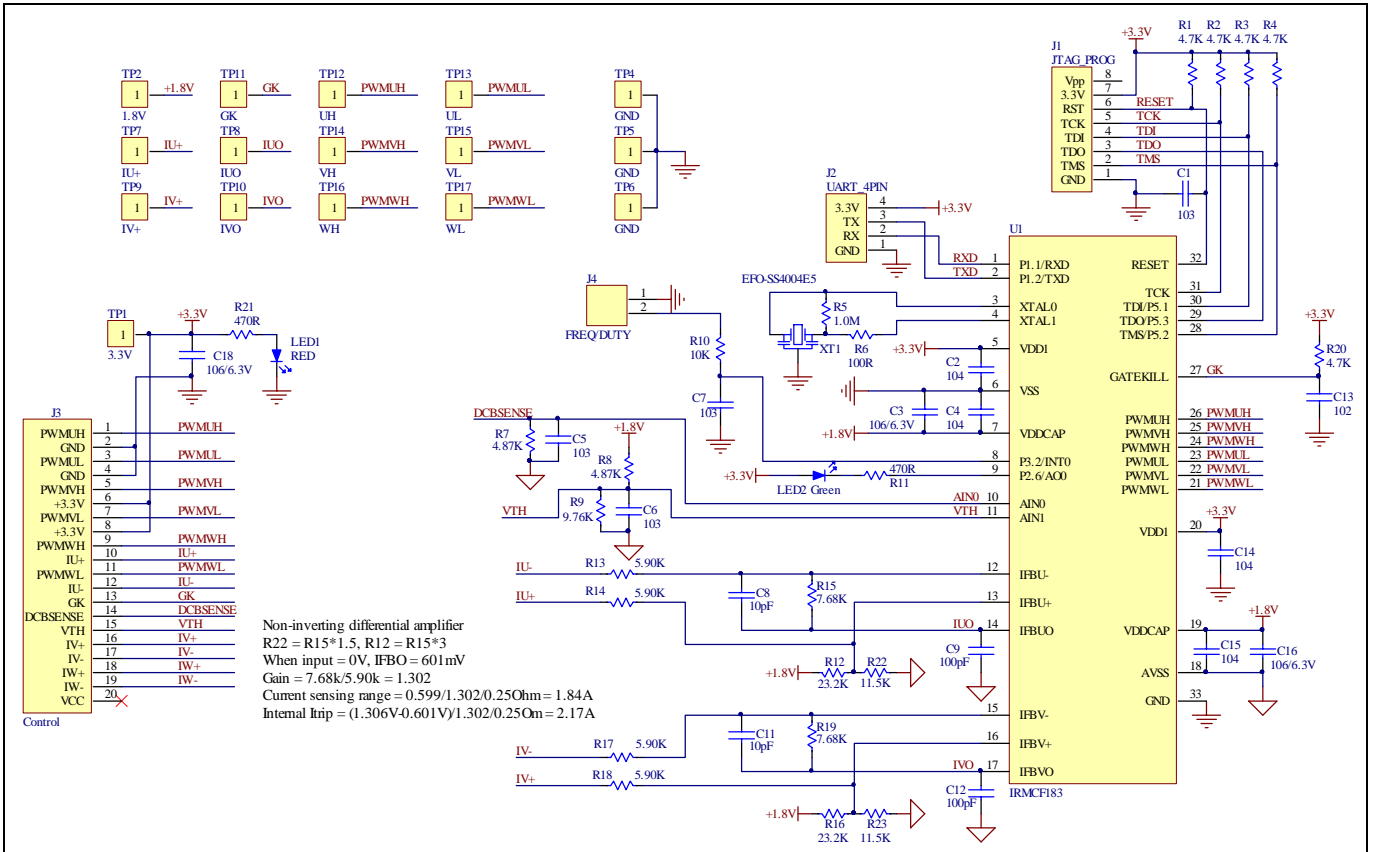 TP2
1
+1.8V
1.8V
TP11
1
GK
GK
TP12
1
PWMUH
UH
TP13
1
PWMUL
UL
TP4
1
GND
TP7
1
IU+
IU+
TP8
1
IUO
IUO
TP14
1
PWMVH
VH
TP15
1
PWMVL
VL
TP5
1
GND
TP9
1
IV+
IV+
TP10
1
IVO
IVO
TP16
1
PWMWH
WH
TP17
1
PWMWL
WL
TP6
1
GND
+3.3V
R1
4.7K
R2
4.7K
R3
4.7K
R4
4.7K
J1
JTAG_PROG
Vpp 8
3.3V 7
RST 6 RESET
TCK 5 TCK
TDI 4 TDI
TDO 3 TDO
TMS 2 TMS
GND 1
C1
103
J2
UART_4PIN
3.3V 4 +3.3V
TX 3
RX 2
GND 1
J4
1
2
FREQ/DUTY
R10
10K
C7
103
EFO-SS4004E5
R5
1.0M
R6
100R
XT1
TP1
1
3.3V
+3.3V
R21
470R
LED1
RED
C18
106/6.3V
J3
PWMUH 1 PWMUH
GND 2
PWMUL 3 PWMUL
GND 4
PWMVH 5 PWMVH
+3.3V 6
PWMVL 7 PWMVL
+3.3V 8
PWMWH 9 PWMWH
IU+ 10 IU+
PWMWL 11 PWMWL
IU- 12 IU-
GK 13 GK
DCBSENSE 14 DCBSENSE
VTH 15 VTH
IV+ 16 IV+
IV- 17 IV-
IW+ 18 IW+
IW- 19 IW-
VCC 20
Control
Non-inverting differential amplifier
R22 = R15*1.5, R12 = R15*3
When input = 0V, IFBO = 601mV
Gain = 7.68k/5.90k = 1.302
Current sensing range = 0.599/1.302/0.25Ohm = 1.84A
Internal Itrip = (1.306V-0.601V)/1.302/0.25Om = 2.17A
DCBSENSE
R7
4.87K
C5
103
+1.8V
R8
4.87K
VTH
R9
9.76K
C6
103
+3.3V
C2
104
C3
106/6.3V
C4
104
+1.8V
+3.3V
LED2 Green
470R
R11
IU-
R13
5.90K
IU+
R14
5.90K
C8
10pF
R15
7.68K
C9
100pF
+1.8V
R12
23.2K
R22
11.5K
IV-
R17
5.90K
IV+
R18
5.90K
C11
10pF
R19
7.68K
C12
100pF
+1.8V
R16
23.2K
R23
11.5K
U1
RXD 1 P1.1/RXD
TXD 2 P1.2/TXD
3 XTAL0
4 XTAL1
5 VDD1
6 VSS
7 VDDCAP
8 P3.2/INT0
9 P2.6/AO0
AIN0 10 AIN0
VTH 11 AIN1
12 IFBU-
13 IFBU+
IUO 14 IFBUO
15 IFBV-
16 IFBV+
IVO 17 IFBVO
RESET 32
TCK 31
TDI/P5.1 30
TDO/P5.3 29
TMS/P5.2 28
GATEKILL 27 GK
PWMUH 26 PWMUH
PWMVH 25 PWMVH
PWMWH 24 PWMWH
PWMUL 23 PWMUL
PWMVL 22 PWMVL
PWMWL 21 PWMWL
VDD1 20
VDDCAP 19
AVSS 18
GND 33
IRMCF183
+3.3V
R20
4.7K
C13
102
+3.3V
C14
104
+1.8V
C15
104
C16
106/6.3V